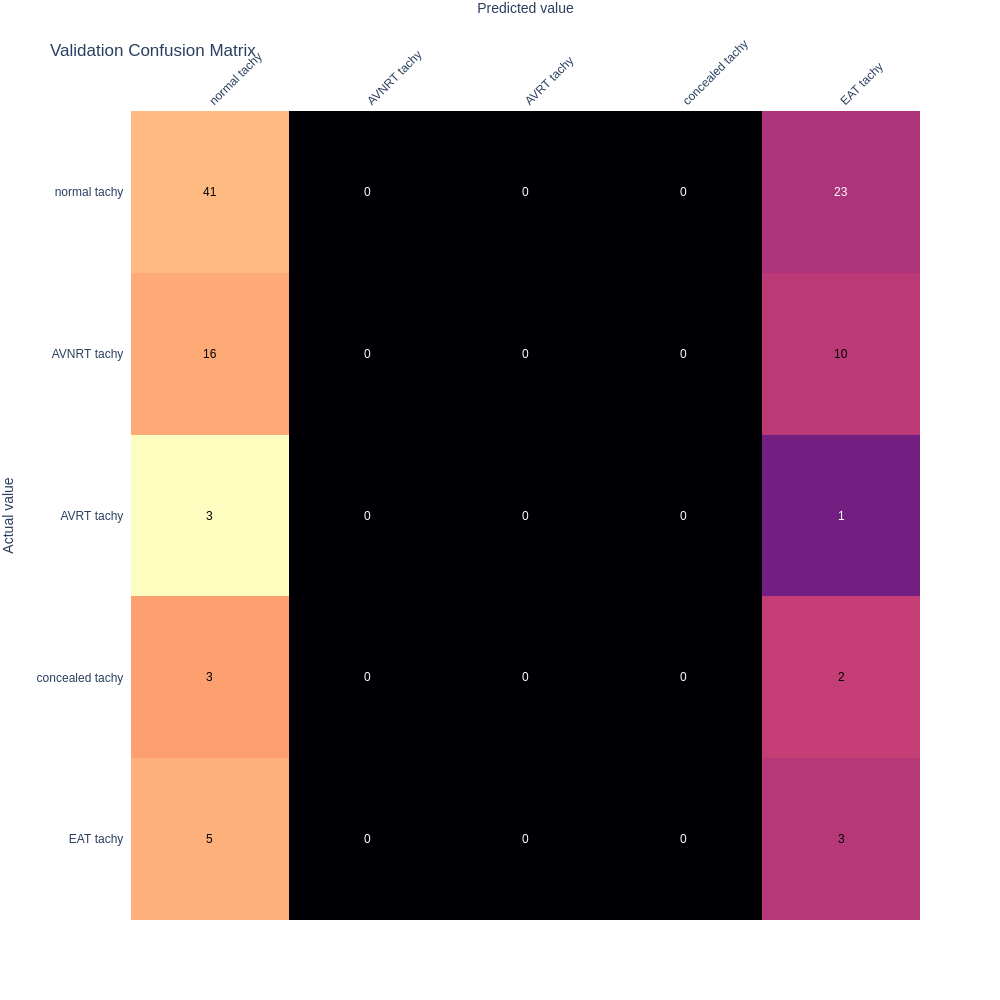 Predicted value
Validation Confusion Matrix
normal tachy AVNRT tachy AVRT tachy concealed tachy EAT tachy
normal tachy 41 0 0 0 23
AVNRT tachy 16 0 0 0 10
AVRT tachy 3 0 0 0 1
concealed tachy 3 0 0 0 2
EAT tachy 5 0 0 0 3
Actual value